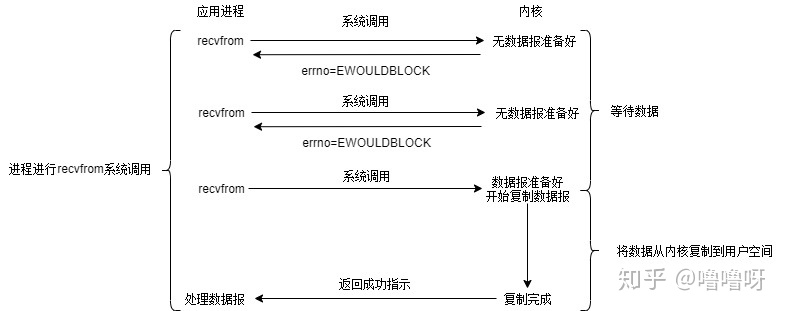 应用进程
内核
系统调用
recvfrom
无数据报准备好
errno=EWOULDBLOCK
系统调用
recvfrom
无数据报准备好
errno=EWOULDBLOCK
等待数据
进程进行recvfrom系统调用
系统调用
recvfrom
数据报准备好
开始复制数据报
将数据从内核复制到用户空间
返回成功指示
处理数据报
复制完成
知乎 @噜噜呀